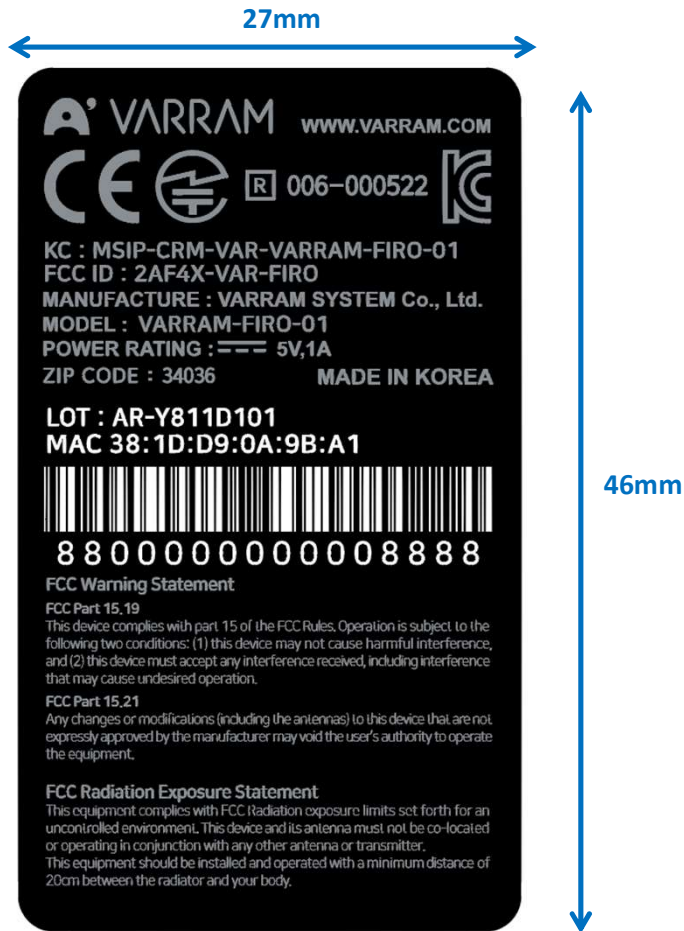 27mm
VARRAM WWW.VARRAM.COM
CE R 006-000522 KC
KC : MSIP-CRM-VAR-VARRAM-FIRO-01
FCC ID : 2AF4X-VAR-FIRO
MANUFACTURE : VARRAM SYSTEM Co., Ltd.
MODEL : VARRAM-FIRO-01
POWER RATING : 5V,1A
ZIP CODE : 34036 MADE IN KOREA
LOT : AR-Y811D101
MAC 38:1D:D9:0A:9B:A1
46mm
8800000000008888
FCC Warning Statement
FCC Part 15.19
This device complies with part 15 of the FCC Rules. Operation is subject to the
following two conditions: (1) this device may not cause harmful interference,
and (2) this device must accept any interference received, including interference
that may cause undesired operation.
FCC Part 15.21
Any changes or modifications (including the antennas) to this device that are not
expressly approved by the manufacturer may void the user's authority to operate
the equipment.
FCC Radiation Exposure Statement
This equipment complies with FCC Radiation exposure limits set forth for an
uncontrolled environment. This device and its antenna must not be co-located
or operating in conjunction with any other antenna or transmitter.
This equipment should be installed and operated with a minimum distance of
20cm between the radiator and your body.